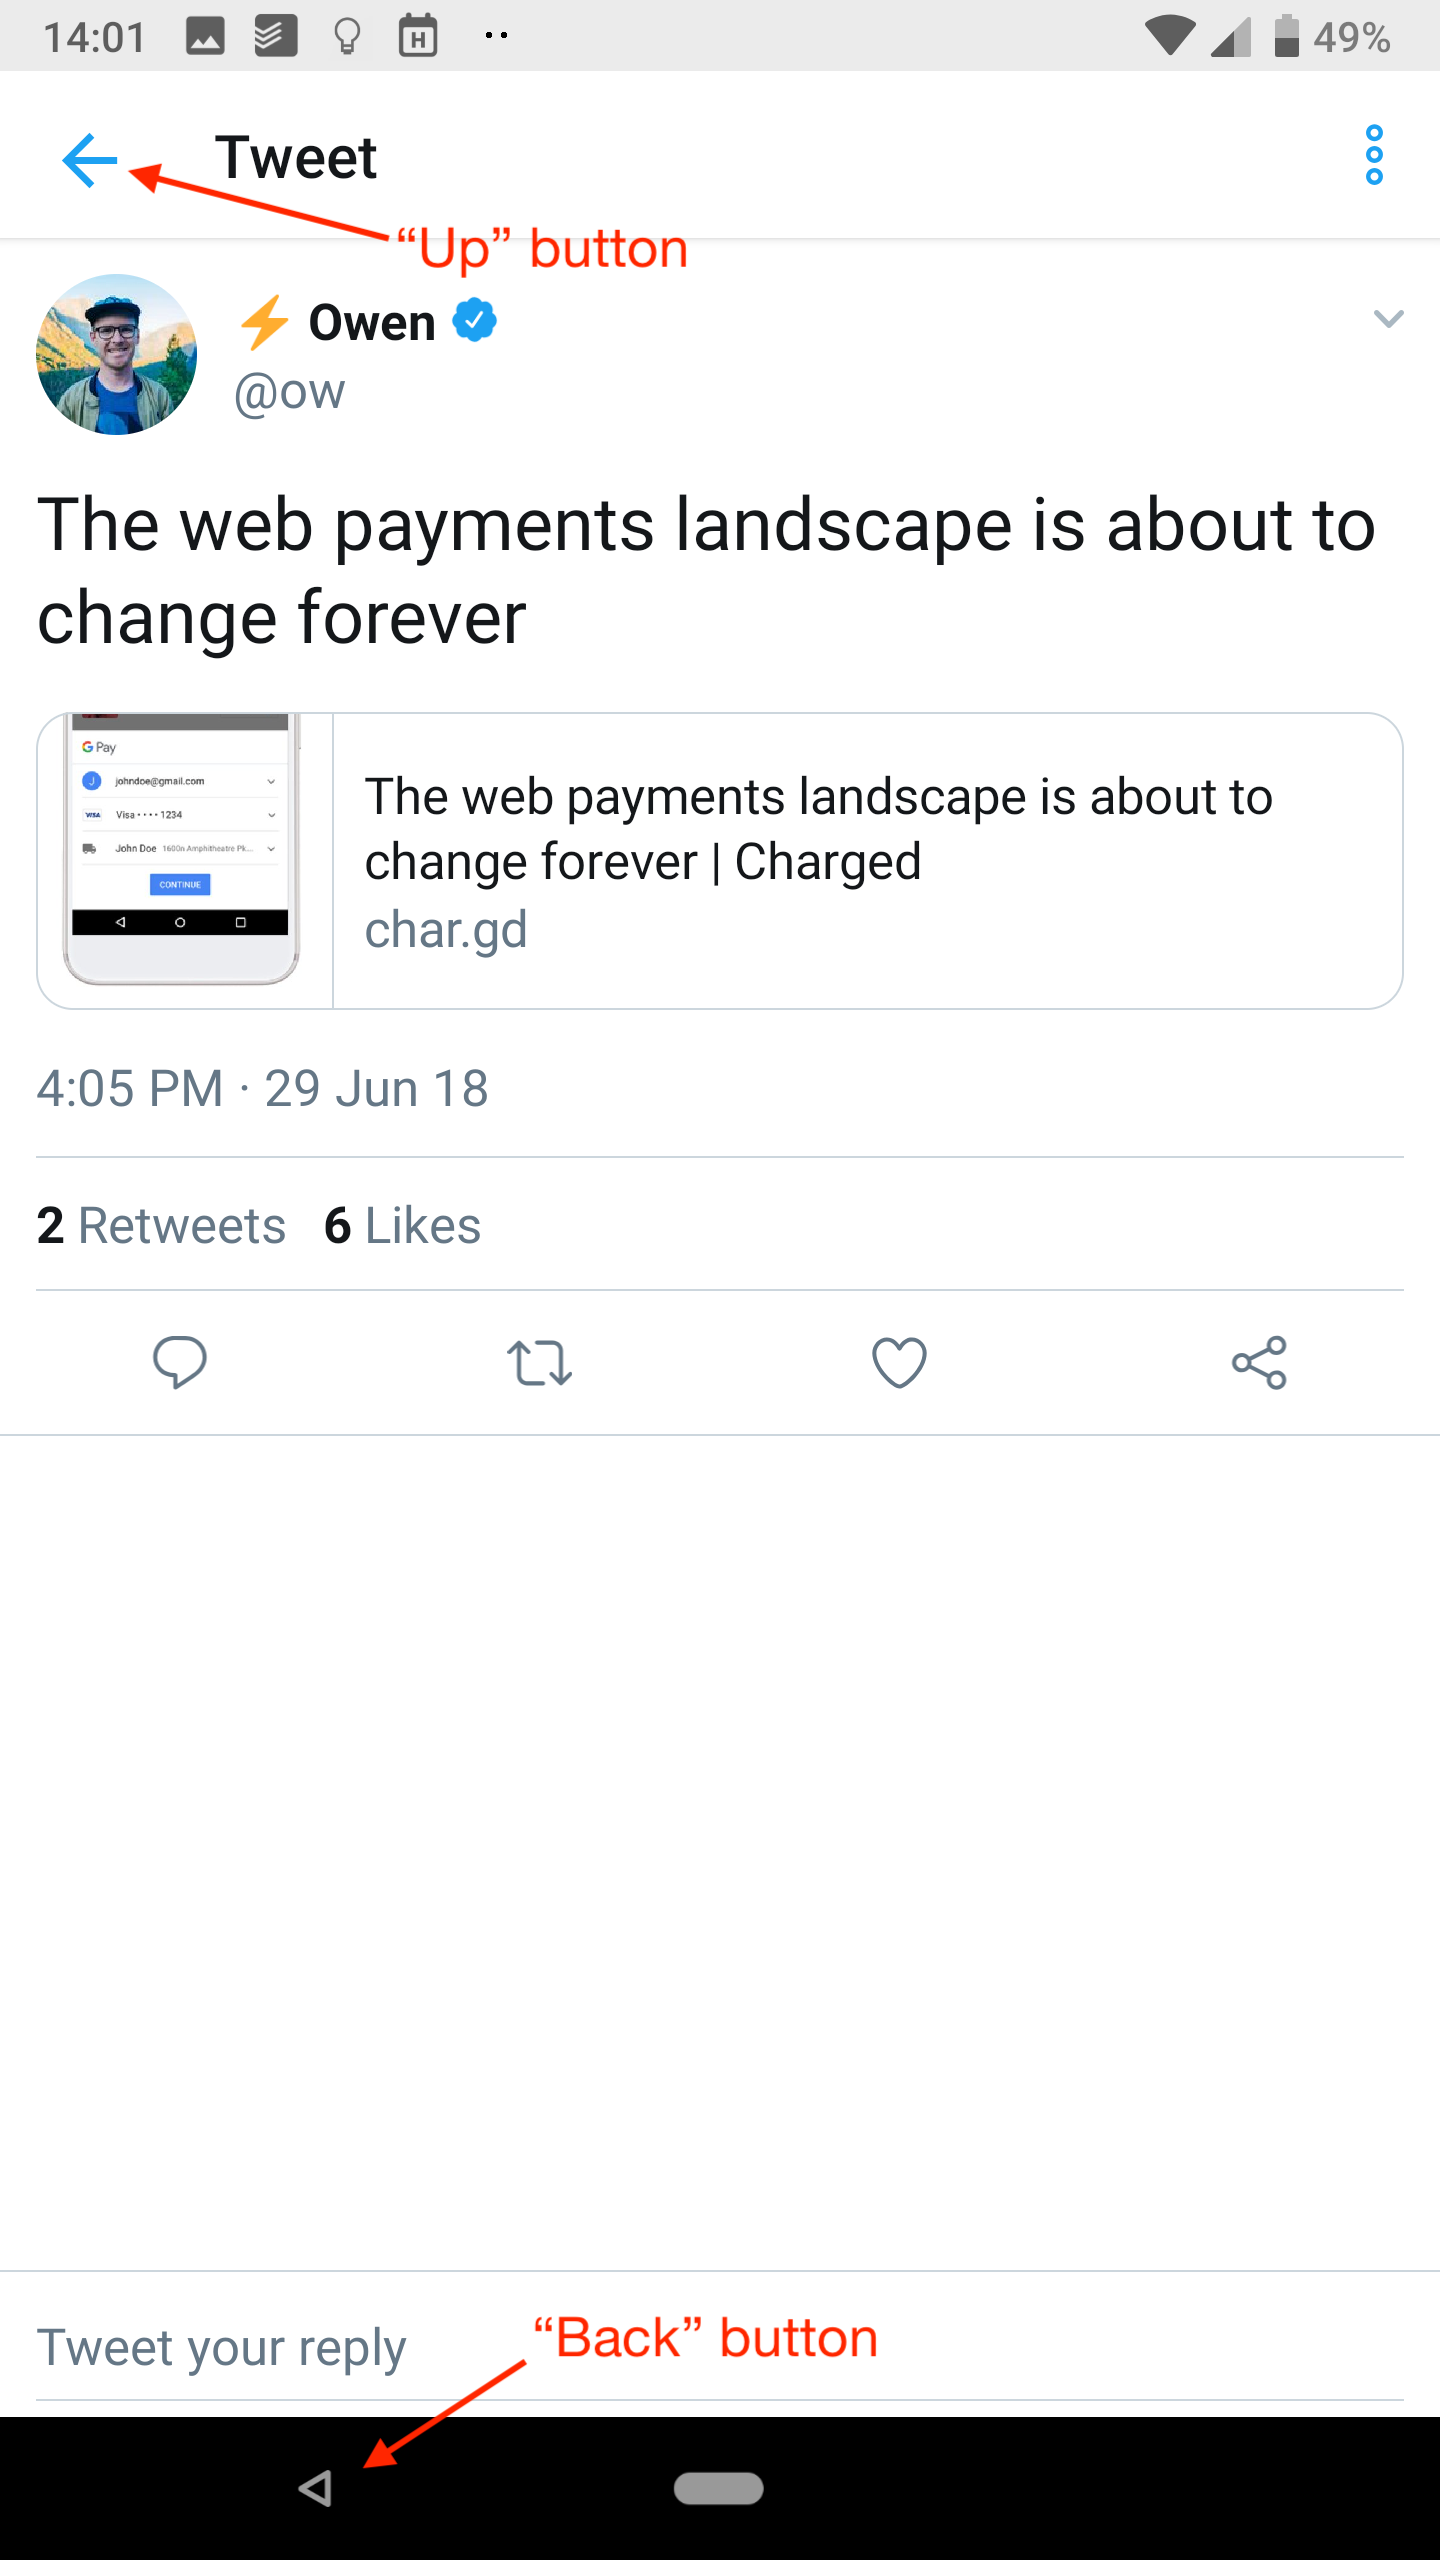 14:01
H
49%
Tweet
“Up” button
⚡ Owen
@ow
The web payments landscape is about to
change forever
G Pay
J johndoe@gmail.com
VISA Visa •••• 1234
John Doe 1600n Amphitheatre Pk...
CONTINUE
The web payments landscape is about to
change forever | Charged
char.gd
4:05 PM · 29 Jun 18
2 Retweets 6 Likes
“Back” button
Tweet your reply